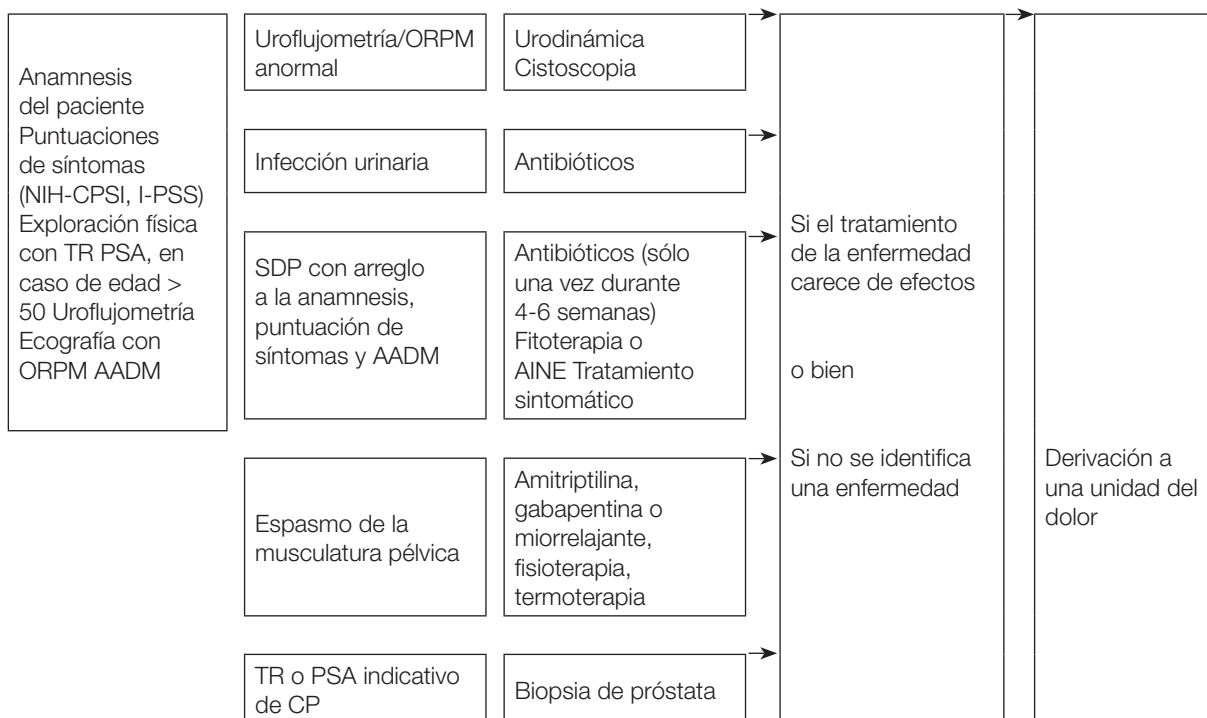 Anamnesis
del paciente
Puntuaciones
de síntomas
(NIH-CPSI, I-PSS)
Exploración física
con TR PSA, en
caso de edad >
50 Uroflujometría
Ecografía con
ORPM AADM
Uroflujometría/ORPM
anormal
Urodinámica
Cistoscopia
Infección urinaria
Antibióticos
SDP con arreglo
a la anamnesis,
puntuación de
síntomas y AADM
Antibióticos (sólo
una vez durante
4-6 semanas)
Fitoterapia o
AINE Tratamiento
sintomático
Espasmo de la
musculatura pélvica
Amitriptilina,
gabapentina o
miorrelajante,
fisioterapia,
termoterapia
TR o PSA indicativo
de CP
Biopsia de próstata
Si el tratamiento
de la enfermedad
carece de efectos
o bien
Si no se identifica
una enfermedad
Derivación a
una unidad del
dolor